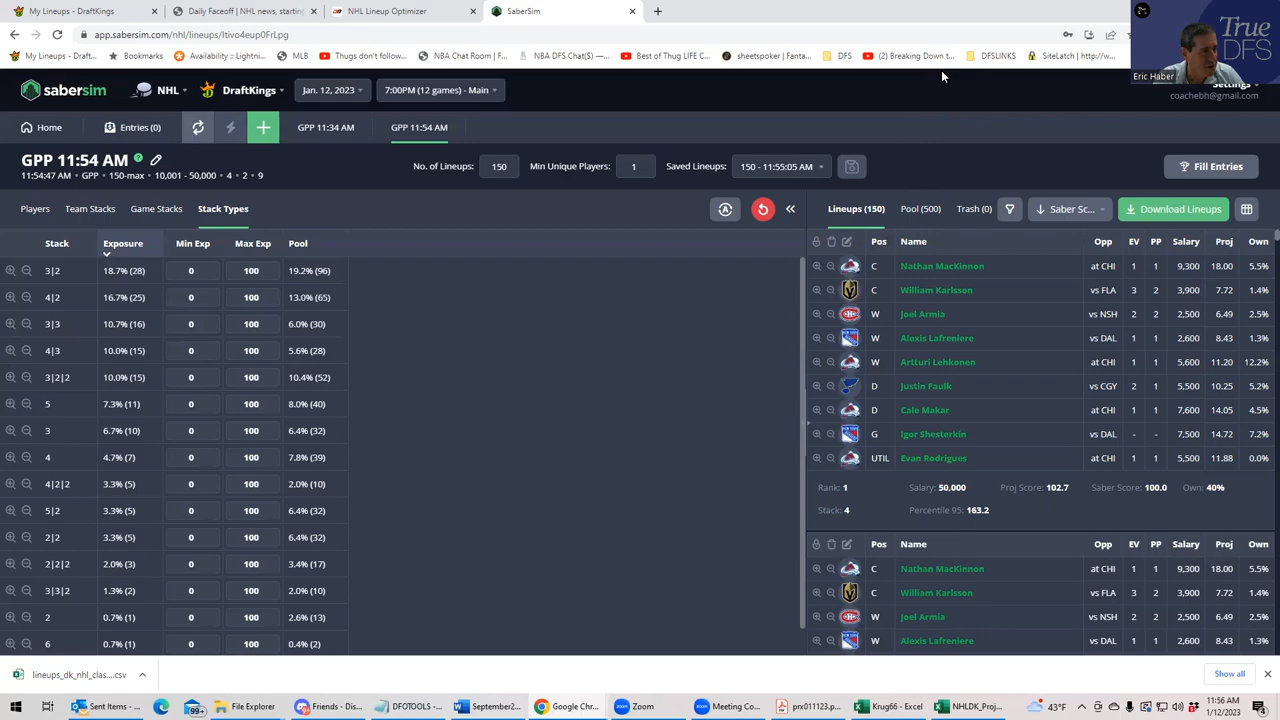 My Lineups - DraftKings
Daily Faceoff | NHL news, starting
NHL Lineup Optimizer
SaberSim
True
DFS
Eric Haber
app.sabersim.com/nhl/lineups/Itivo4eup0FrLpg
My Lineups - Draft...
Availability = Lightni...
Bookmarks
MLB
Thugs don't follow...
NHL Chat Room | F...
NBA DFS Chat($) —...
Best of Thug LIFE C...
sheetspoker | Fanta...
DFS
(2) Breaking Down t...
DFSLINKS
SiteLatch | http://w...
sabersim
NHL
DraftKings
Jan. 12, 2023
7:00PM (12 games) - Main
Settings
coachebh@gmail.com
Home
Entries (0)
GPP 11:34 AM
GPP 11:54 AM
GPP 11:54 AM
11:54:47 AM • GPP • 150-max • 10,001 - 50,000 • 4 • 2 • 9
No. of Lineups: 150
Min Unique Players: 1
Saved Lineups: 150 - 11:55:05 AM
Fill Entries
Players Team Stacks Game Stacks Stack Types
Lineups (150) Pool (500) Trash (0) Saber Sc... Download Lineups
Stack Exposure Min Exp Max Exp Pool
3|2 18.7% (28) 0 100 19.2% (96)
4|2 16.7% (25) 0 100 13.0% (65)
3|3 10.7% (16) 0 100 6.0% (30)
4|3 10.0% (15) 0 100 5.6% (28)
3|2|2 10.0% (15) 0 100 10.4% (52)
5 7.3% (11) 0 100 8.0% (40)
3 6.7% (10) 0 100 6.4% (32)
4 4.7% (7) 0 100 7.8% (39)
4|2|2 3.3% (5) 0 100 2.0% (10)
5|2 3.3% (5) 0 100 6.4% (32)
2|2 3.3% (5) 0 100 6.4% (32)
2|2|2 2.0% (3) 0 100 3.4% (17)
3|3|2 1.3% (2) 0 100 2.0% (10)
2 0.7% (1) 0 100 2.6% (13)
6 0.7% (1) 0 100 0.4% (2)
Pos Name Opp EV PP Salary Proj Own
C Nathan MacKinnon at CHI 1 1 9,300 18.00 5.5%
C William Karlsson vs FLA 3 2 3,900 7.72 1.4%
W Joel Armia vs NSH 2 2 2,500 6.49 2.5%
W Alexis Lafreniere vs DAL 1 2 2,600 8.43 1.3%
W Artturi Lehkonen at CHI 1 1 5,600 11.20 12.2%
D Justin Faulk vs CGY 2 1 5,500 10.25 5.2%
D Cale Makar at CHI 1 1 7,600 14.05 4.5%
G Igor Shesterkin vs DAL - - 7,500 14.72 7.2%
UTIL Evan Rodrigues at CHI 1 1 5,500 11.88 0.0%
Rank: 1 Salary: 50,000 Proj Score: 102.7 Saber Score: 100.0 Own: 40%
Stack: 4 Percentile 95: 163.2
Pos Name Opp EV PP Salary Proj Own
C Nathan MacKinnon at CHI 1 1 9,300 18.00 5.5%
C William Karlsson vs FLA 3 2 3,900 7.72 1.4%
W Joel Armia vs NSH 2 2 2,500 6.49 2.5%
W Alexis Lafreniere vs DAL 1 2 2,600 8.43 1.3%
lineups_dk_nhl_clas....csv
Show all
Sent Items - ...
99+
File Explorer
Friends - Dis...
DFOTOOLS - ...
September2...
Google Chr...
Zoom
Meeting Co...
prx011123.p...
Krug66 - Excel
NHLDK_Proj...
11:56 AM
1/12/2023